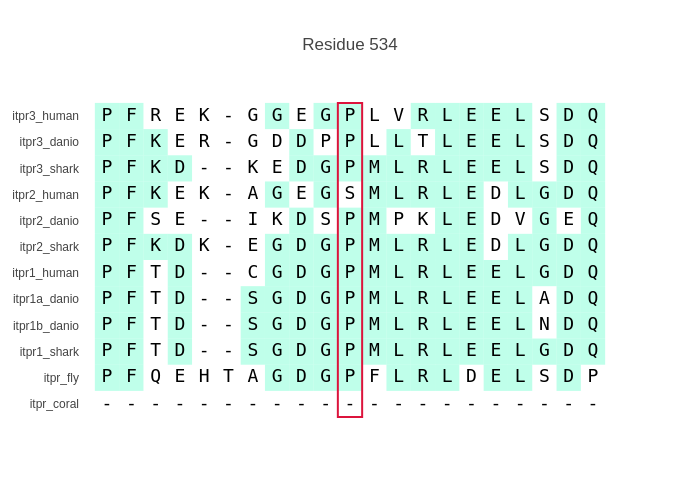 Residue 534
itpr3_human P F R E K - G G E G P L V R L E E L S D Q
itpr3_danio P F K E R - G D D P P L L T L E E L S D Q
itpr3_shark P F K D - - K E D G P M L R L E E L S D Q
itpr2_human P F K E K - A G E G S M L R L E D L G D Q
itpr2_danio P F S E - - I K D S P M P K L E D V G E Q
itpr2_shark P F K D K - E G D G P M L R L E D L G D Q
itpr1_human P F T D - - C G D G P M L R L E E L G D Q
itpr1a_danio P F T D - - S G D G P M L R L E E L A D Q
itpr1b_danio P F T D - - S G D G P M L R L E E L N D Q
itpr1_shark P F T D - - S G D G P M L R L E E L G D Q
itpr_fly P F Q E H T A G D G P F L R L D E L S D P
itpr_coral - - - - - - - - - - - - - - - - - - - - -